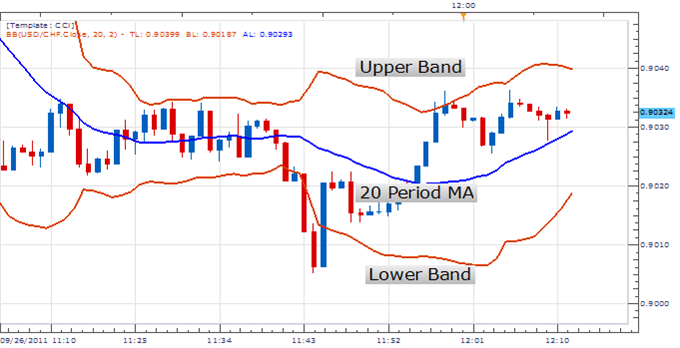 12:00
[Template : CCI]
BB(USD/CHF.Close, 20, 2) - TL: 0.90399 BL: 0.90187 AL: 0.90293
Upper Band
0.9040
0.90324
0.9030
20 Period MA
0.9020
0.9010
Lower Band
0.9000
09/26/2011 11:10 11:25 11:34 11:43 11:52 12:01 12:10